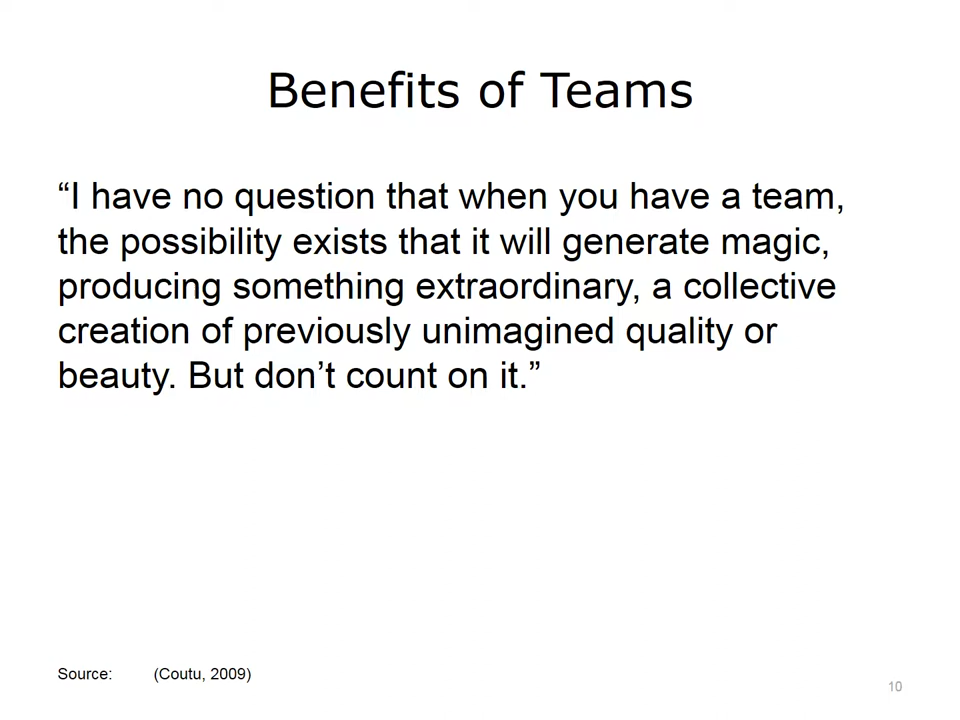 Benefits of Teams
“I have no question that when you have a team,
the possibility exists that it will generate magic,
producing something extraordinary, a collective
creation of previously unimagined quality or
beauty. But don’t count on it.”
Source: (Coutu, 2009)
10